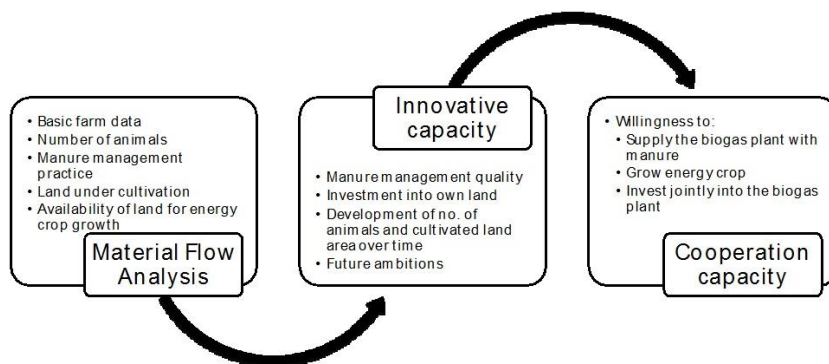 • Basic farm data
• Number of animals
• Manure management
practice
• Land under cultivation
• Availability of land for energy
crop growth
Material Flow
Analysis
Innovative
capacity
• Manure management quality
• Investment into own land
• Development of no. of
animals and cultivated land
area over time
• Future ambitions
• Willingness to:
• Supply the biogas plant with
manure
• Grow energy crop
• Invest jointly into the biogas
plant
Cooperation
capacity